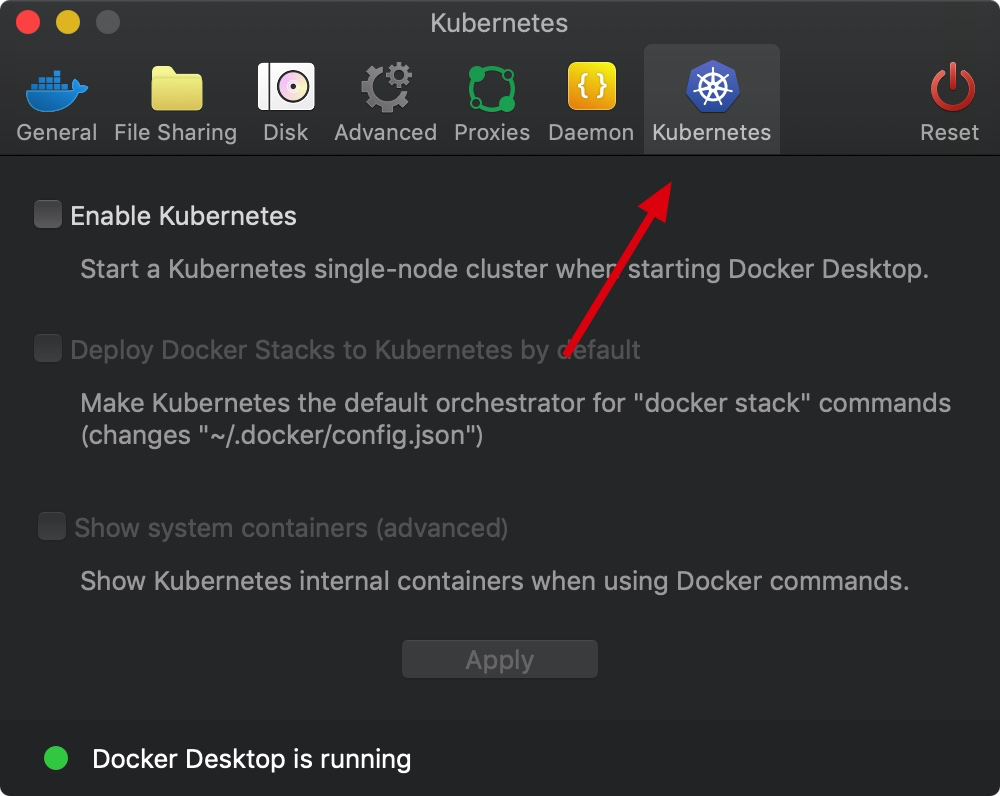 Kubernetes
General File Sharing Disk Advanced Proxies Daemon Kubernetes Reset
Enable Kubernetes
Start a Kubernetes single-node cluster when starting Docker Desktop.
Deploy Docker Stacks to Kubernetes by default
Make Kubernetes the default orchestrator for "docker stack" commands
(changes "~/.docker/config.json")
Show system containers (advanced)
Show Kubernetes internal containers when using Docker commands.
Apply
Docker Desktop is running